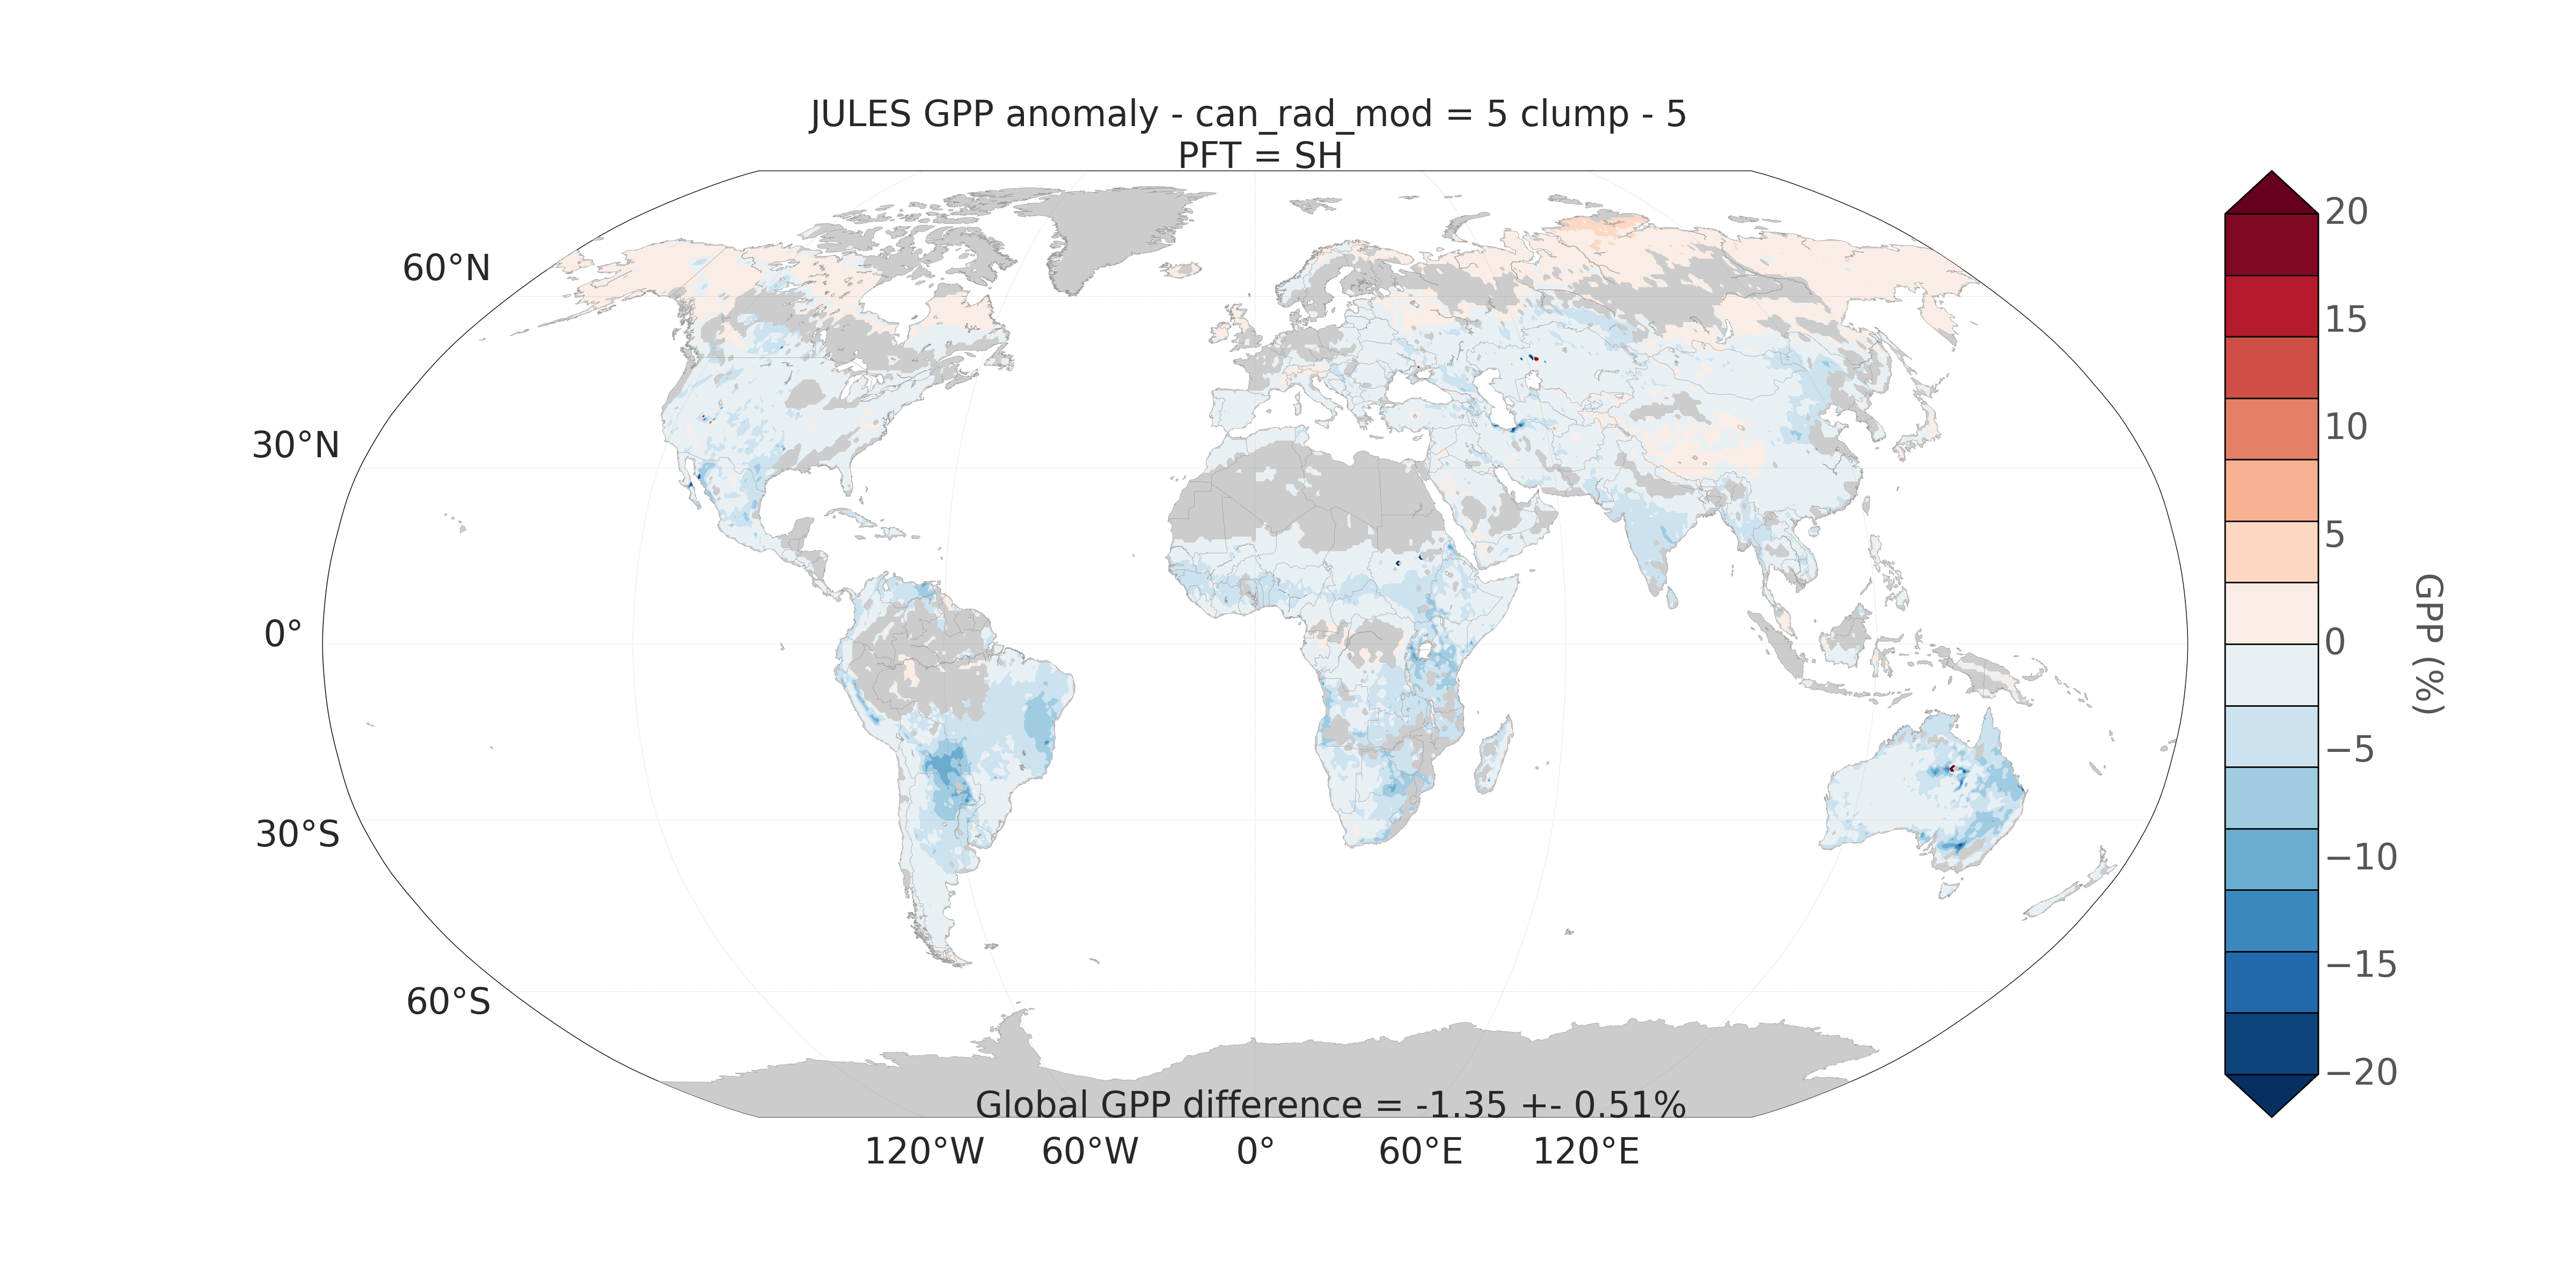 JULES GPP anomaly - can_rad_mod = 5 clump - 5
PFT = SH
60°N
30°N
0°
30°S
60°S
120°W 60°W 0° 60°E 120°E
Global GPP difference = -1.35 +- 0.51%
20
15
10
5
0
−5
−10
−15
−20
GPP (%)